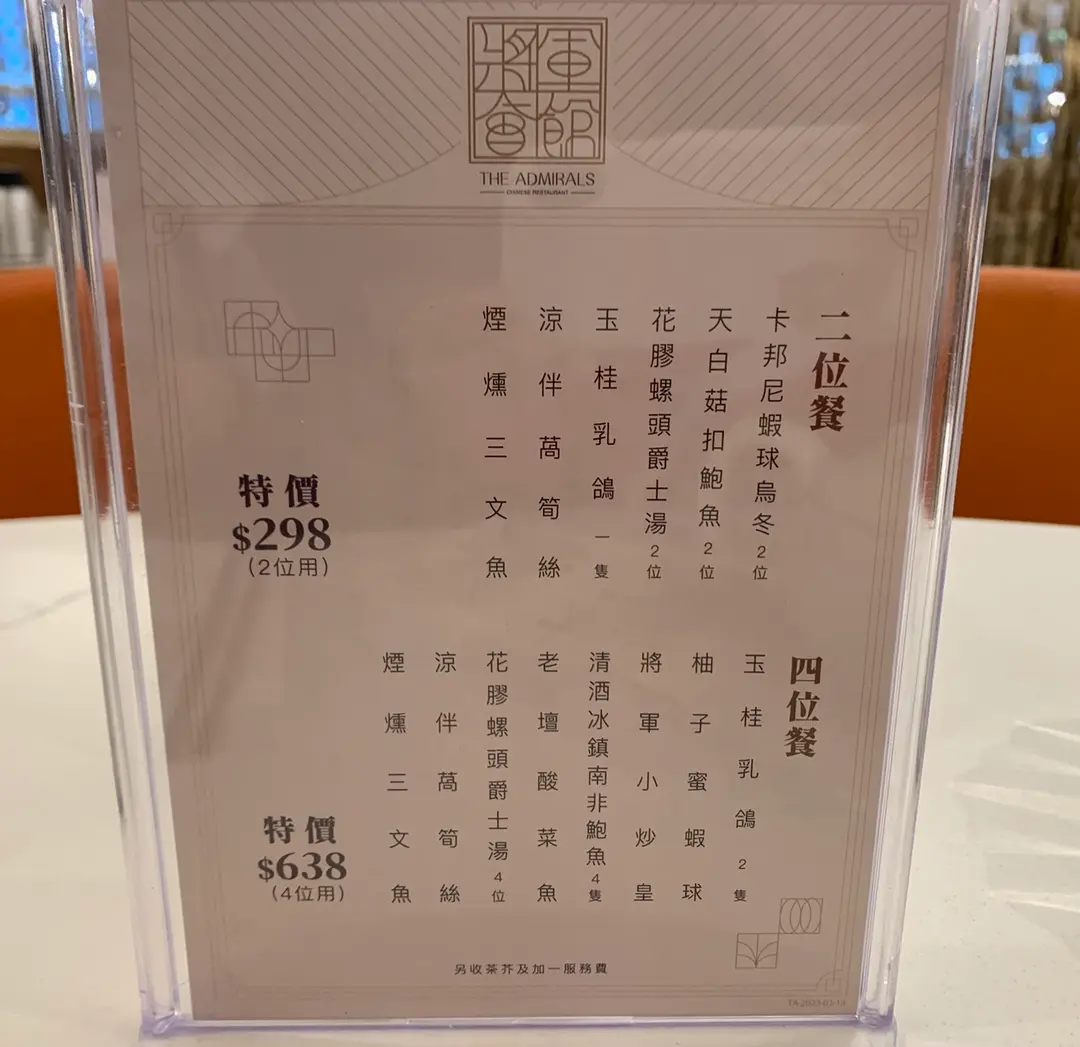 將軍
會館
THE ADMIRALS
CHINESE RESTAURANT
二位餐
卡邦尼蝦球烏冬2位
天白菇扣鮑魚2位
花膠螺頭爵士湯2位
玉桂乳鴿一隻
涼伴萵筍絲
煙燻三文魚
特價
$298
(2位用)
四位餐
玉桂乳鴿2隻
柚子蜜蝦球
將軍小炒皇
清酒冰鎮南非鮑魚4隻
老壇酸菜魚
花膠螺頭爵士湯4位
涼伴萵筍絲
煙燻三文魚
特價
$638
(4位用)
另收茶芥及加一服務費